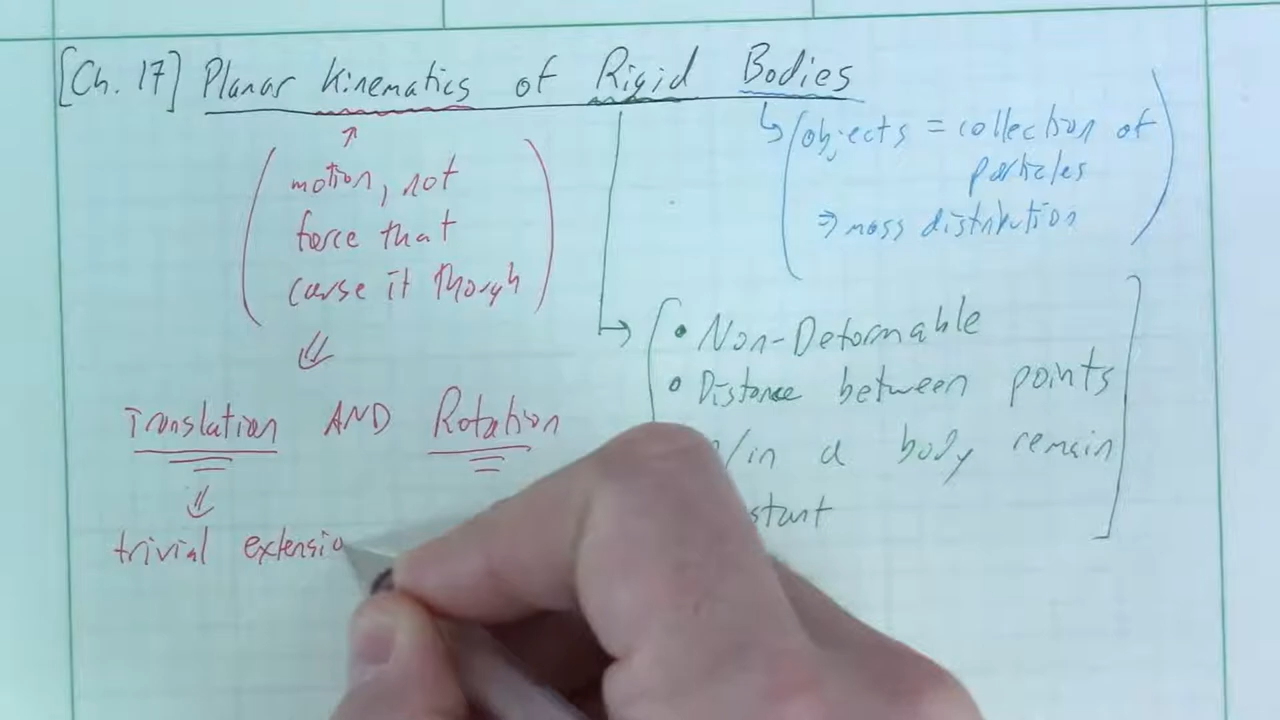 [Ch. 17] Planar Kinematics of Rigid Bodies
motion, not
force that
cause it though
Translation AND Rotation
trivial extensio
objects = collection of
particles
⇒ mass distribution
• Non-Deformable
• Distance between points
/in a body remain
stant